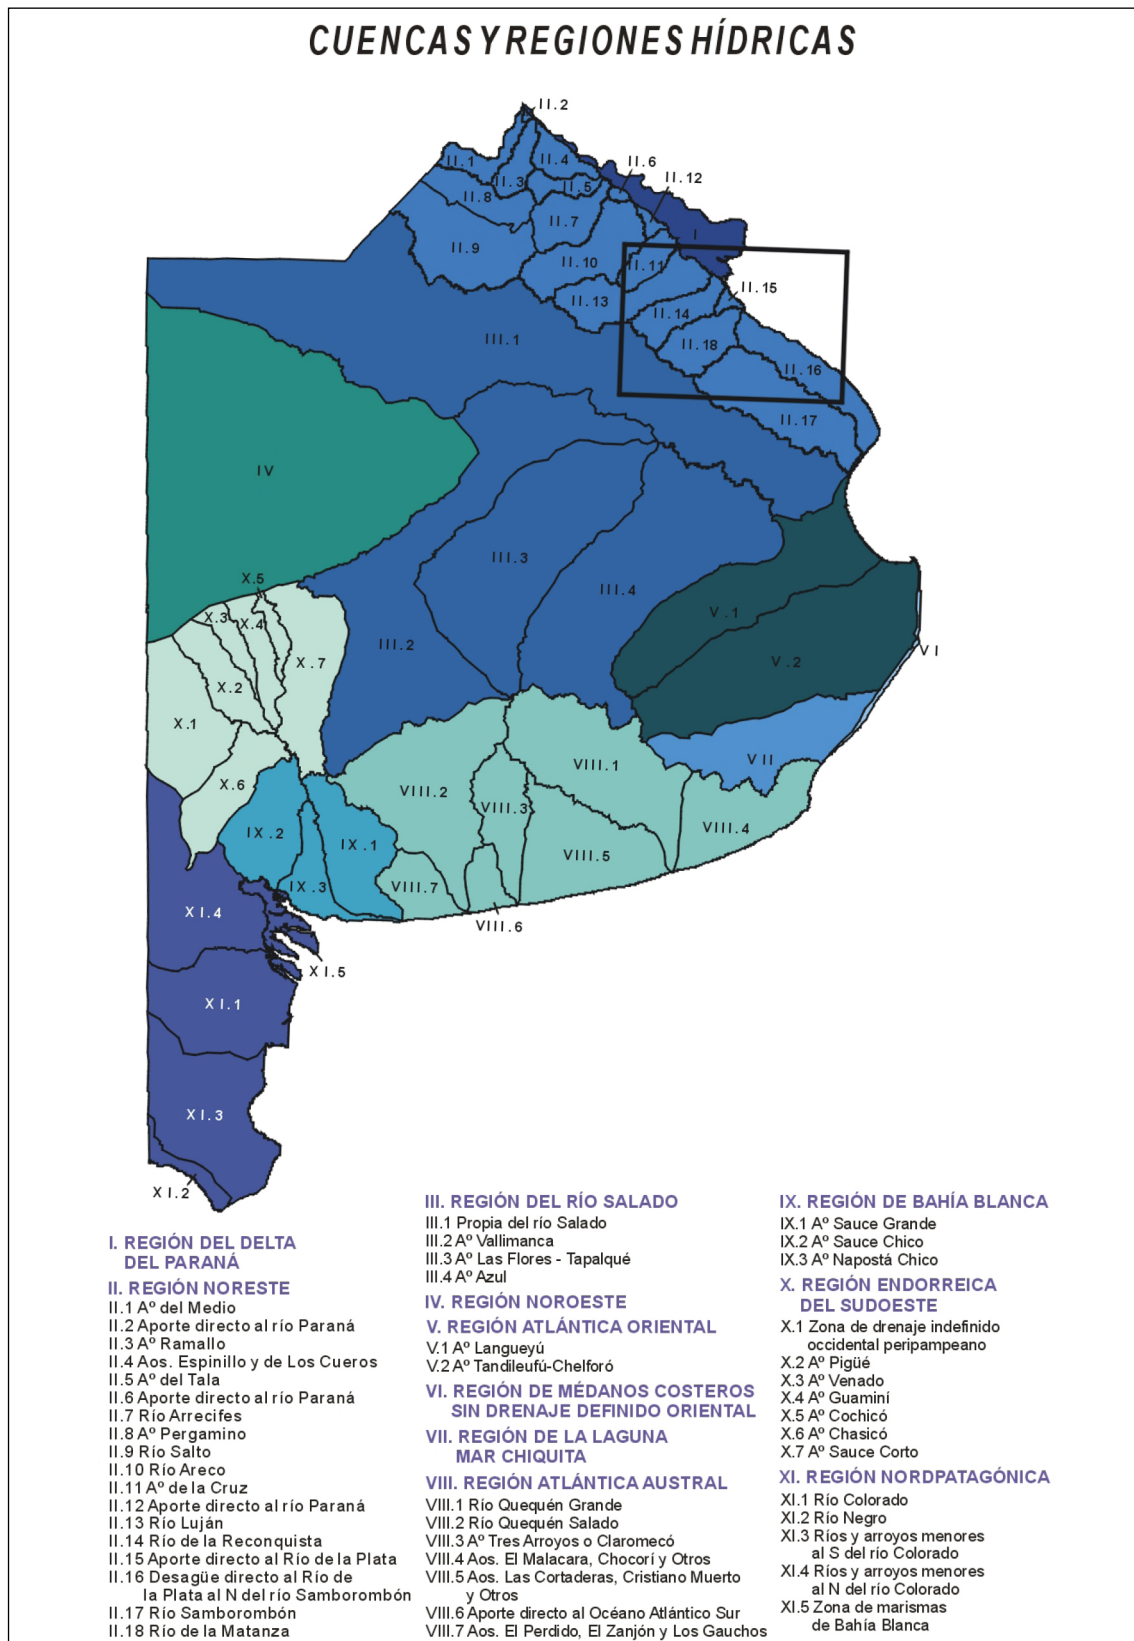 CUENCAS Y REGIONES HÍDRICAS
II.2
II.1
II.4
II.6
II.12
II.3
II.5
II.8
II.7
I
II.9
II.10
II.11
II.15
II.13
II.14
III.1
II.18
II.16
II.17
IV
III.3
X.5
III.4
X.3
X.4
V.1
III.2
VI
X.7
V.2
X.2
X.1
VII
VIII.1
X.6
VIII.2
VIII.3
VIII.4
IX.2
IX.1
VIII.5
IX.3
VIII.7
XI.4
VIII.6
XI.5
XI.1
XI.3
XI.2
I. REGIÓN DEL DELTA
DEL PARANÁ
II. REGIÓN NORESTE
II.1 Aº del Medio
II.2 Aporte directo al río Paraná
II.3 Aº Ramallo
II.4 Aos. Espinillo y de Los Cueros
II.5 Aº del Tala
II.6 Aporte directo al río Paraná
II.7 Río Arrecifes
II.8 Aº Pergamino
II.9 Río Salto
II.10 Río Areco
II.11 Aº de la Cruz
II.12 Aporte directo al río Paraná
II.13 Río Luján
II.14 Río de la Reconquista
II.15 Aporte directo al Río de la Plata
II.16 Desagüe directo al Río de
la Plata al N del río Samborombón
II.17 Río Samborombón
II.18 Río de la Matanza
III. REGIÓN DEL RÍO SALADO
III.1 Propia del río Salado
III.2 Aº Vallimanca
III.3 Aº Las Flores - Tapalqué
III.4 Aº Azul
IV. REGIÓN NOROESTE
V. REGIÓN ATLÁNTICA ORIENTAL
V.1 Aº Langueyú
V.2 Aº Tandileufú-Chelforó
VI. REGIÓN DE MÉDANOS COSTEROS
SIN DRENAJE DEFINIDO ORIENTAL
VII. REGIÓN DE LA LAGUNA
MAR CHIQUITA
VIII. REGIÓN ATLÁNTICA AUSTRAL
VIII.1 Río Quequén Grande
VIII.2 Río Quequén Salado
VIII.3 Aº Tres Arroyos o Claromecó
VIII.4 Aos. El Malacara, Chocorí y Otros
VIII.5 Aos. Las Cortaderas, Cristiano Muerto
y Otros
VIII.6 Aporte directo al Océano Atlántico Sur
VIII.7 Aos. El Perdido, El Zanjón y Los Gauchos
IX. REGIÓN DE BAHÍA BLANCA
IX.1 Aº Sauce Grande
IX.2 Aº Sauce Chico
IX.3 Aº Napostá Chico
X. REGIÓN ENDORREICA
DEL SUDOESTE
X.1 Zona de drenaje indefinido
occidental peripampeano
X.2 Aº Pigüé
X.3 Aº Venado
X.4 Aº Guaminí
X.5 Aº Cochicó
X.6 Aº Chasicó
X.7 Aº Sauce Corto
XI. REGIÓN NORDPATAGÓNICA
XI.1 Río Colorado
XI.2 Río Negro
XI.3 Ríos y arroyos menores
al S del río Colorado
XI.4 Ríos y arroyos menores
al N del río Colorado
XI.5 Zona de marismas
de Bahía Blanca